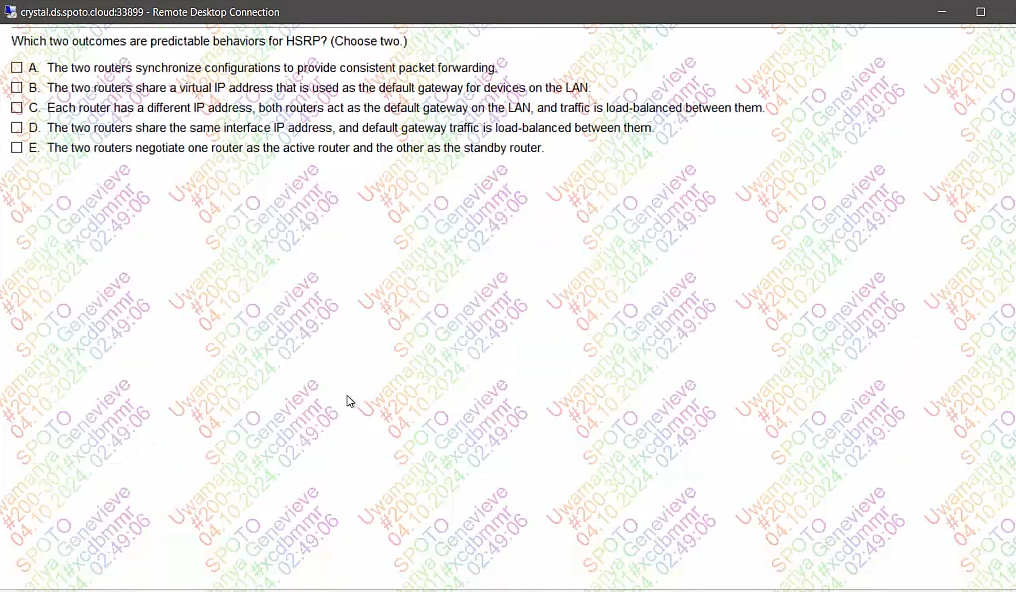 crystal.ds.spoto.cloud:33899 - Remote Desktop Connection
Which two outcomes are predictable behaviors for HSRP? (Choose two.)
A. The two routers synchronize configurations to provide consistent packet forwarding.
B. The two routers share a virtual IP address that is used as the default gateway for devices on the LAN.
C. Each router has a different IP address, both routers act as the default gateway on the LAN, and traffic is load-balanced between them.
D. The two routers share the same interface IP address, and default gateway traffic is load-balanced between them.
E. The two routers negotiate one router as the active router and the other as the standby router.
Uwamanya Genevieve
#200-301#xcdbmmr
04.10.2024. 02:49:06
SPOTO